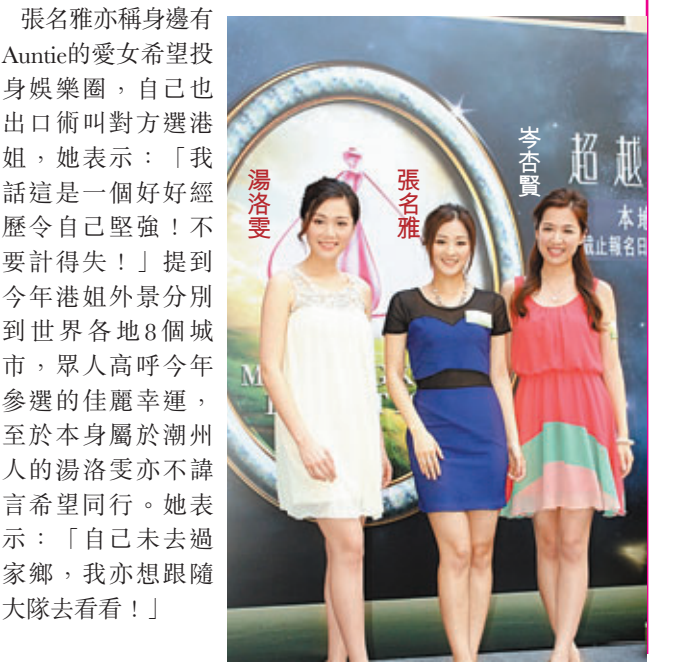 張名雅亦稱身邊有
Auntie的愛女希望投
身娛樂圈，自己也
出口術叫對方選港
姐，她表示：「我
話這是一個好好經
歷令自己堅強！不
要計得失！」提到
今年港姐外景分別
到世界各地8個城
市，眾人高呼今年
參選的佳麗幸運，
至於本身屬於潮州
人的湯洛雯亦不諱
言希望同行。她表
示：「自己未去過
家鄉，我亦想跟隨
大隊去看看！」
湯洛雯
張名雅
岑杏賢
超越
本地
截止報名日